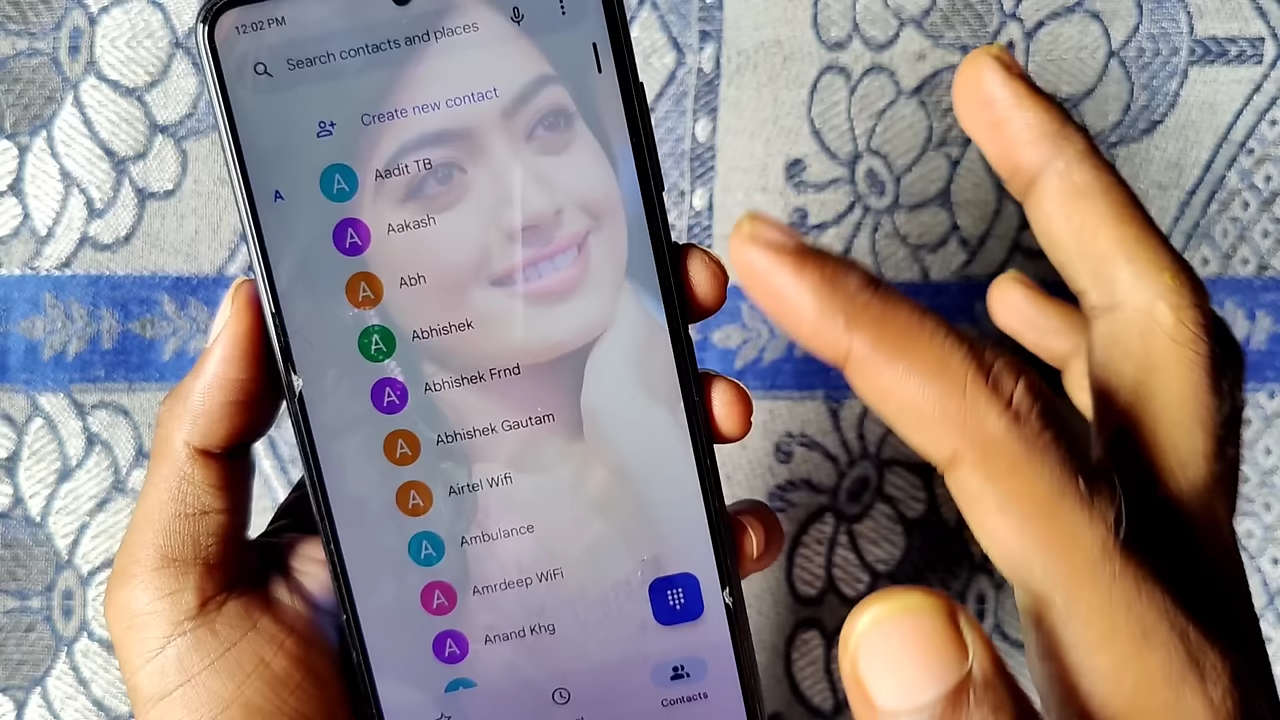 12:02 PM
Search contacts and places
Create new contact
A
A Aadit TB
A Aakash
A Abh
A Abhishek
A Abhishek Frnd
A Abhishek Gautam
A Airtel Wifi
A Ambulance
A Amrdeep WiFi
A Anand Khg
Contacts